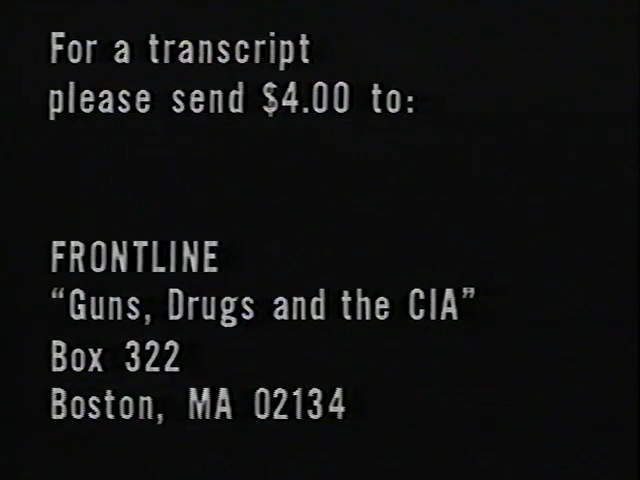 For a transcript
please send $4.00 to:
FRONTLINE
“Guns, Drugs and the CIA”
Box 322
Boston, MA 02134